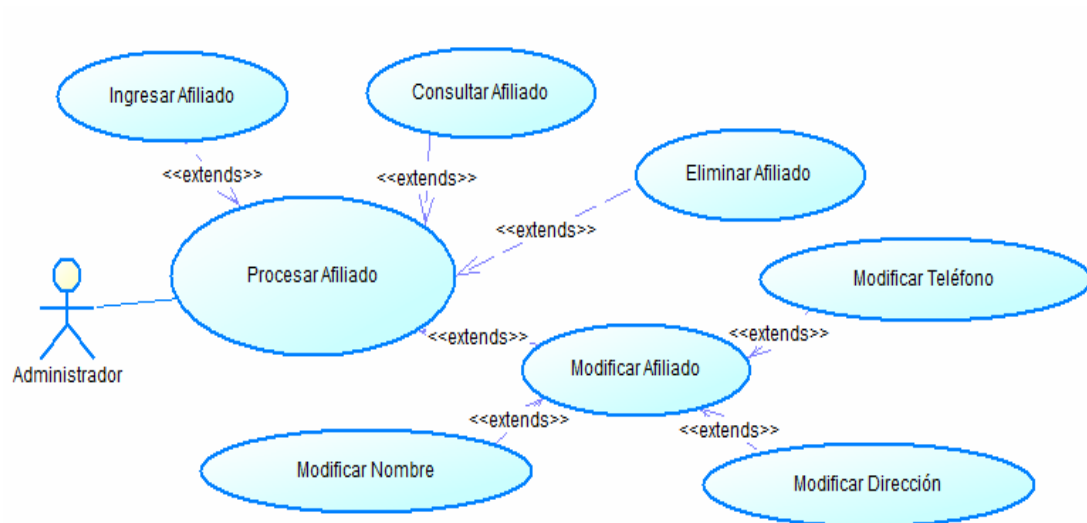 Ingresar Afiliado
Consultar Afiliado
<<extends>>
<<extends>>
Eliminar Afiliado
<<extends>>
Procesar Afiliado
Modificar Teléfono
<<extends>>
<<extends>>
Administrador
Modificar Afiliado
<<extends>>
<<extends>>
Modificar Nombre
Modificar Dirección